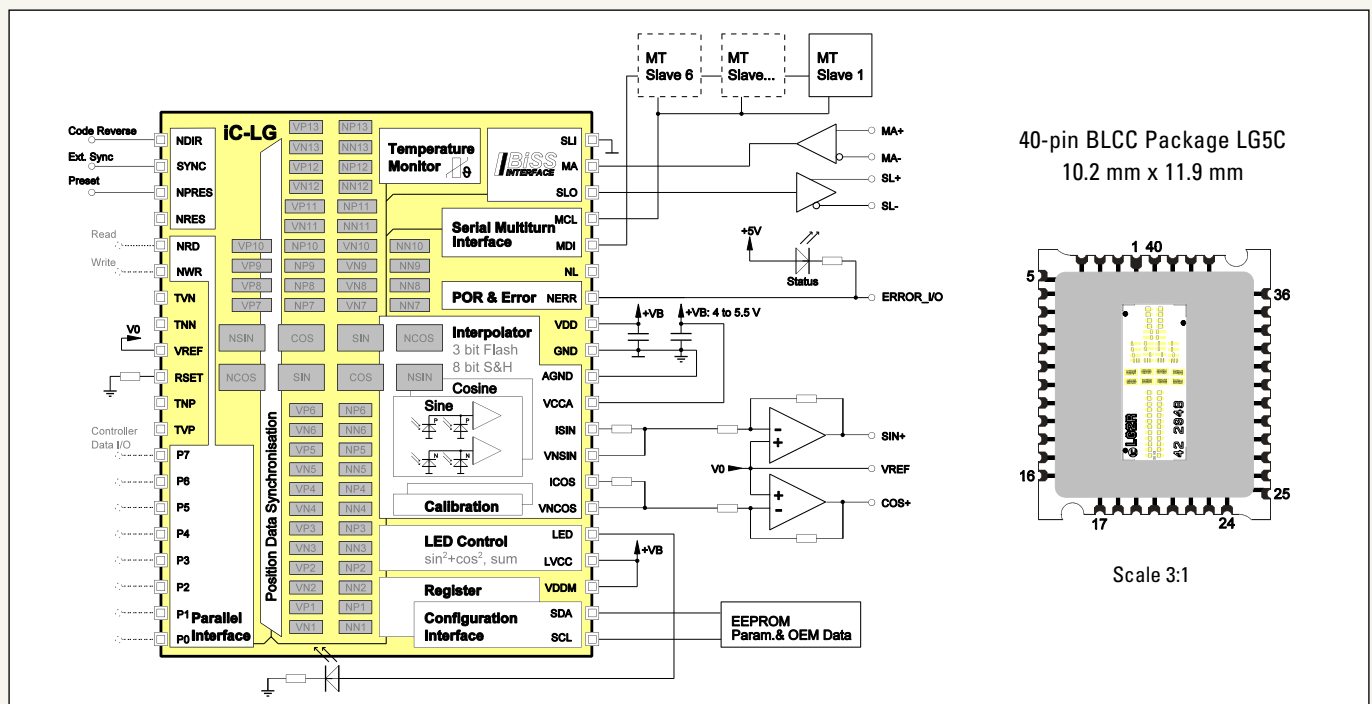 MT
Slave 6
MT
Slave...
MT
Slave 1
iC-LG
Code Reverse
Ext. Sync
Preset
Read
Write
V0
Controller
Data I/O
NDIR
SYNC
NPRES
NRES
NRD
NWR
TVN
TNN
VREF
RSET
TNP
TVP
P7
P6
P5
P4
P3
P2
P1
P0
Parallel
Interface
Position Data Synchronisation
VP13 NP13
VN13 NN13
VP12 NP12
VN12 NN12
VP11 NP11
VN11 NN11
VP10 NP10 VN10 NN10
VP9 NP9 VN9 NN9
VP8 NP8 VN8 NN8
VP7 NP7 VN7 NN7
NSIN COS SIN NCOS
NCOS SIN COS NSIN
VP6 NP6
VN6 NN6
VP5 NP5
VN5 NN5
VP4 NP4
VN4 NN4
VP3 NP3
VN3 NN3
VP2 NP2
VN2 NN2
VP1 NP1
VN1 NN1
Temperature
Monitor
ϑ
BiSS
INTERFACE
Serial Multiturn
Interface
POR & Error
Interpolator
3 bit Flash
8 bit S&H
Cosine
Sine
P P
N N
Calibration
LED Control
sin²+cos², sum
Register
Configuration
Interface
SLI
MA
SLO
MCL
MDI
NL
NERR
VDD
GND
AGND
VCCA
ISIN
VNSIN
ICOS
VNCOS
LED
LVCC
VDDM
SDA
SCL
MA+
MA-
SL+
SL-
+5V
Status
ERROR_I/O
+VB
+VB: 4 to 5.5 V
SIN+
V0
VREF
COS+
+VB
EEPROM
Param.& OEM Data
40-pin BLCC Package LG5C
10.2 mm x 11.9 mm
1 40
5
36
42 2948
16
25
17
24
Scale 3:1